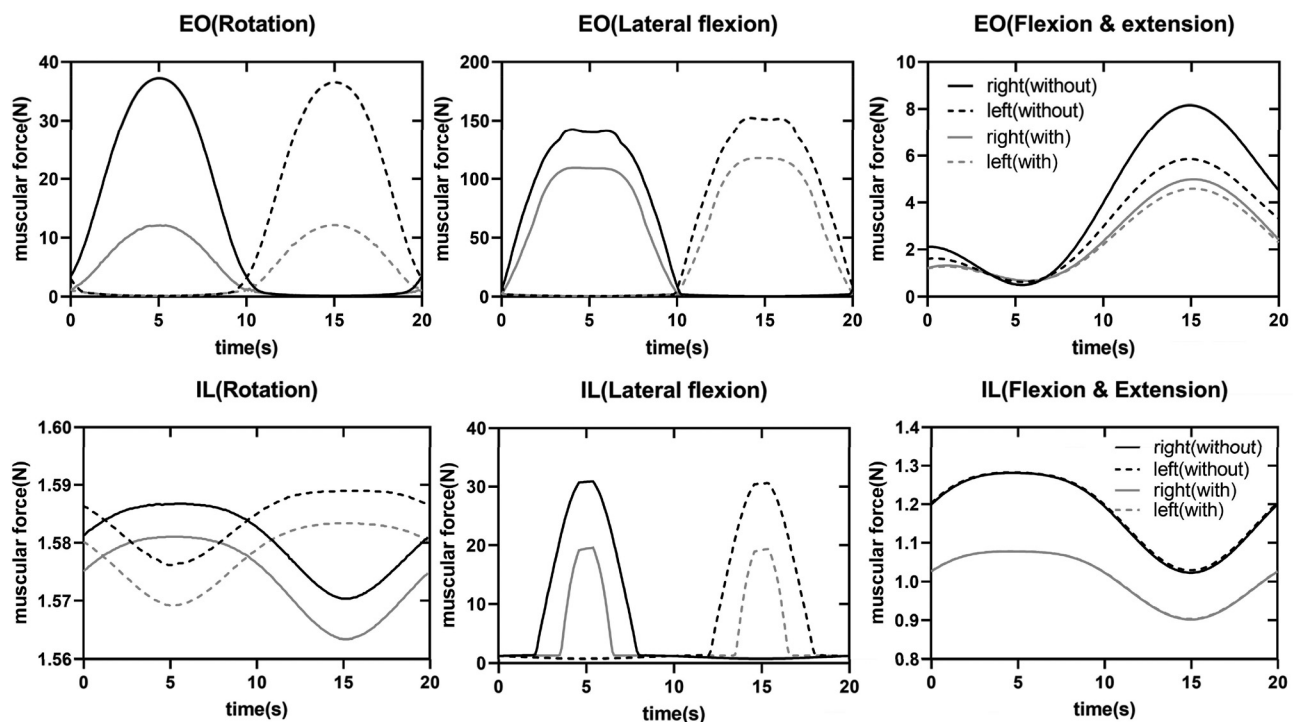 EO(Rotation)
muscular force(N)
40
30
20
10
0
0 5 10 15 20
time(s)
EO(Lateral flexion)
muscular force(N)
200
150
100
50
0
0 5 10 15 20
time(s)
EO(Flexion & extension)
muscular force(N)
10
8
6
4
2
0
right(without)
left(without)
right(with)
left(with)
0 5 10 15 20
time(s)
IL(Rotation)
muscular force(N)
1.60
1.59
1.58
1.57
1.56
0 5 10 15 20
time(s)
IL(Lateral flexion)
muscular force(N)
40
30
20
10
0
0 5 10 15 20
time(s)
IL(Flexion & Extension)
muscular force(N)
1.4
1.3
1.2
1.1
1.0
0.9
0.8
right(without)
left(without)
right(with)
left(with)
0 5 10 15 20
time(s)